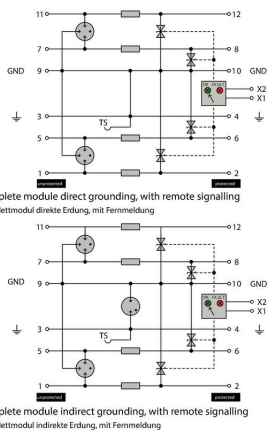 11 12
7 8
GND 9 10 GND
OK FAULT
X2
X1
3 4
TS
5 6
1 2
unprotected protected
plete module direct grounding, with remote signalling
lettmodul direkte Erdung, mit Fernmeldung
11 12
7 8
GND 9 10 GND
OK FAULT
X2
X1
3 4
TS
5 6
1 2
unprotected protected
plete module indirect grounding, with remote signalling
lettmodul indirekte Erdung, mit Fernmeldung